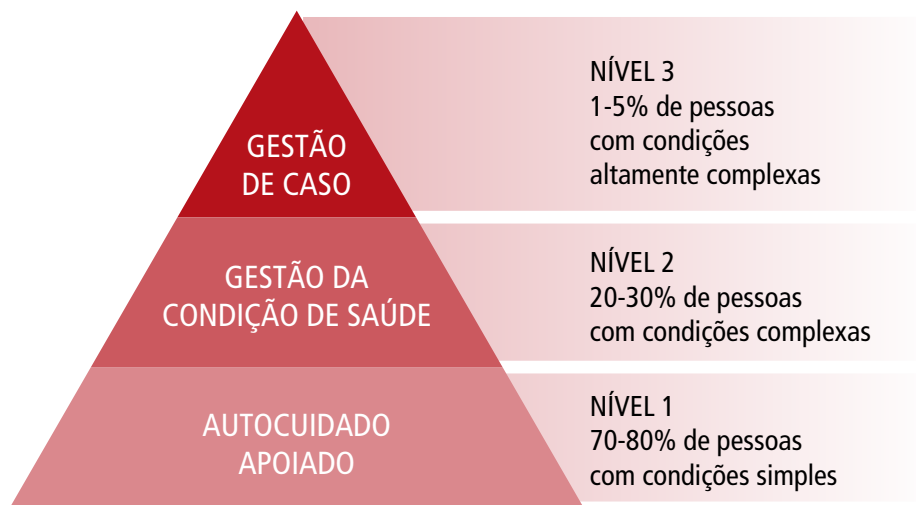 GESTÃO
DE CASO
NÍVEL 3
1-5% de pessoas
com condições
altamente complexas
GESTÃO DA
CONDIÇÃO DE SAÚDE
NÍVEL 2
20-30% de pessoas
com condições complexas
AUTOCUIDADO
APOIADO
NÍVEL 1
70-80% de pessoas
com condições simples